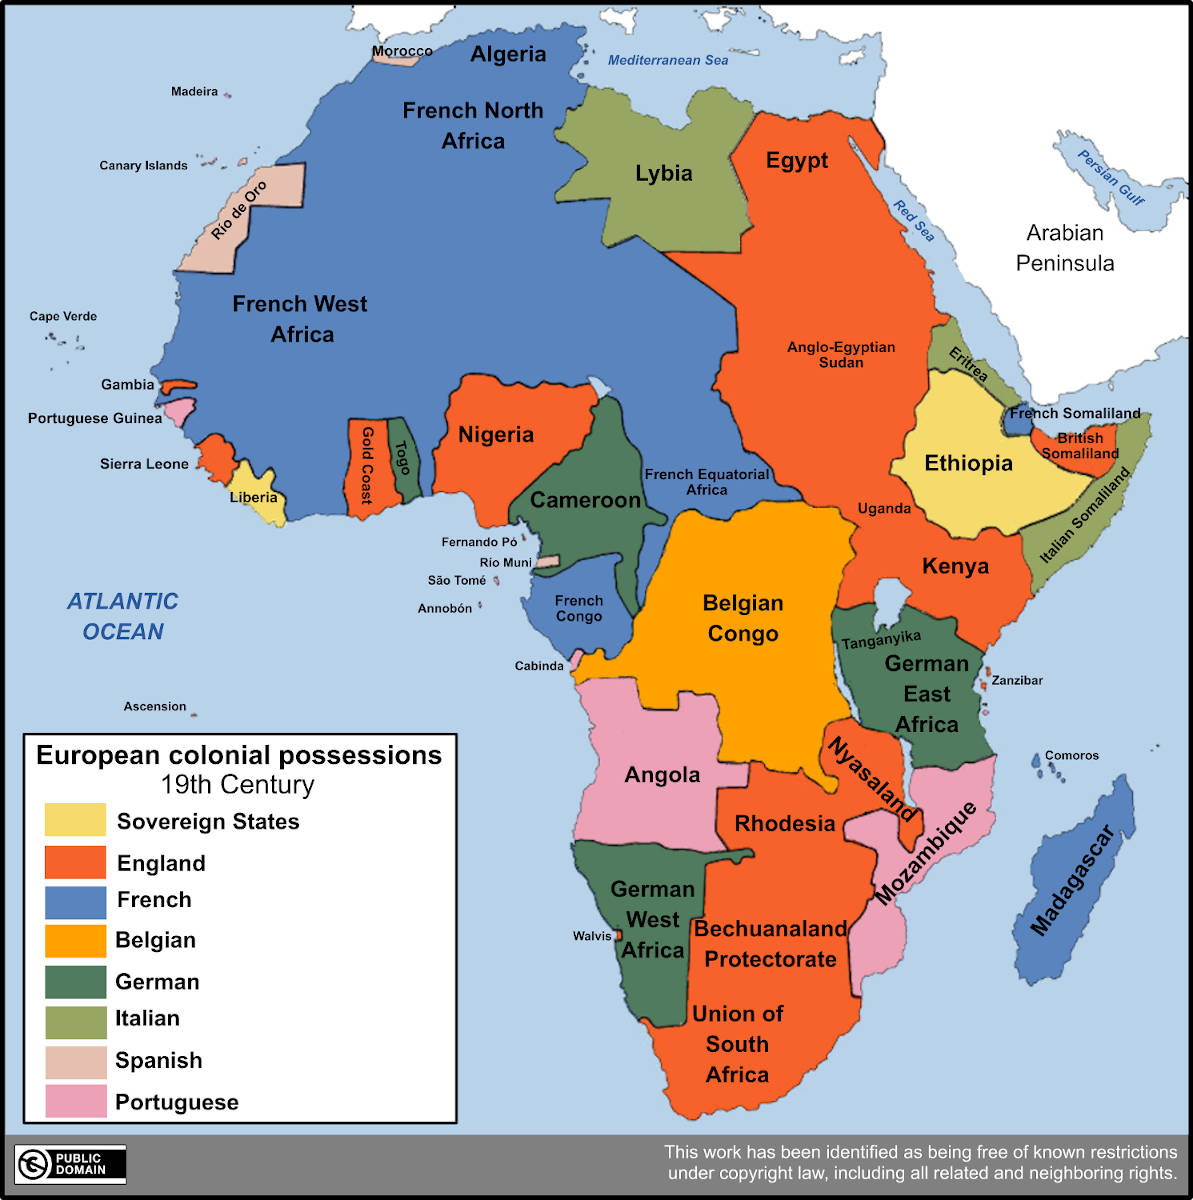 Morocco
Algeria
Mediterranean Sea
Madeira
French North
Africa
Canary Islands
Río de Oro
Lybia
Egypt
Red Sea
Persian Gulf
Arabian
Peninsula
Cape Verde
French West
Africa
Anglo-Egyptian
Sudan
Eritrea
Gambia
Portuguese Guinea
Sierra Leone
Liberia
Gold Coast
Togo
Nigeria
Cameroon
French Equatorial
Africa
Ethiopia
French Somaliland
British
Somaliland
Italian Somaliland
Uganda
Kenya
Fernando Pó
Río Muni
São Tomé
Annobón
French
Congo
Belgian
Congo
ATLANTIC
OCEAN
Cabinda
Tanganyika
German
East
Africa
Zanzibar
Ascension
Comoros
Angola
Nyasaland
Rhodesia
Mozambique
Madagascar
German
West
Africa
Walvis
Bechuanaland
Protectorate
Union of
South
Africa
European colonial possessions
19th Century
Sovereign States
England
French
Belgian
German
Italian
Spanish
Portuguese
PUBLIC
DOMAIN
This work has been identified as being free of known restrictions
under copyright law, including all related and neighboring rights.